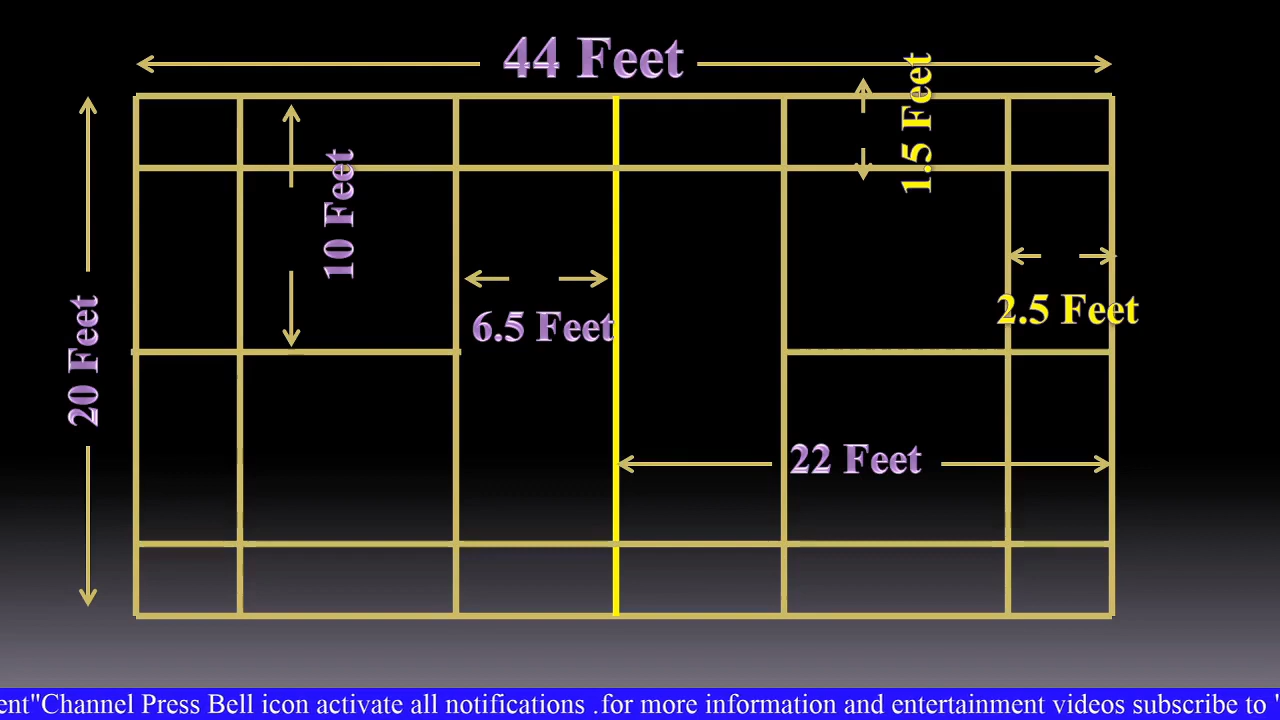 44 Feet
1.5 Feet
10 Feet
20 Feet
6.5 Feet
2.5 Feet
22 Feet
ent"Channel Press Bell icon activate all notifications .for more information and entertainment videos subscribe to '